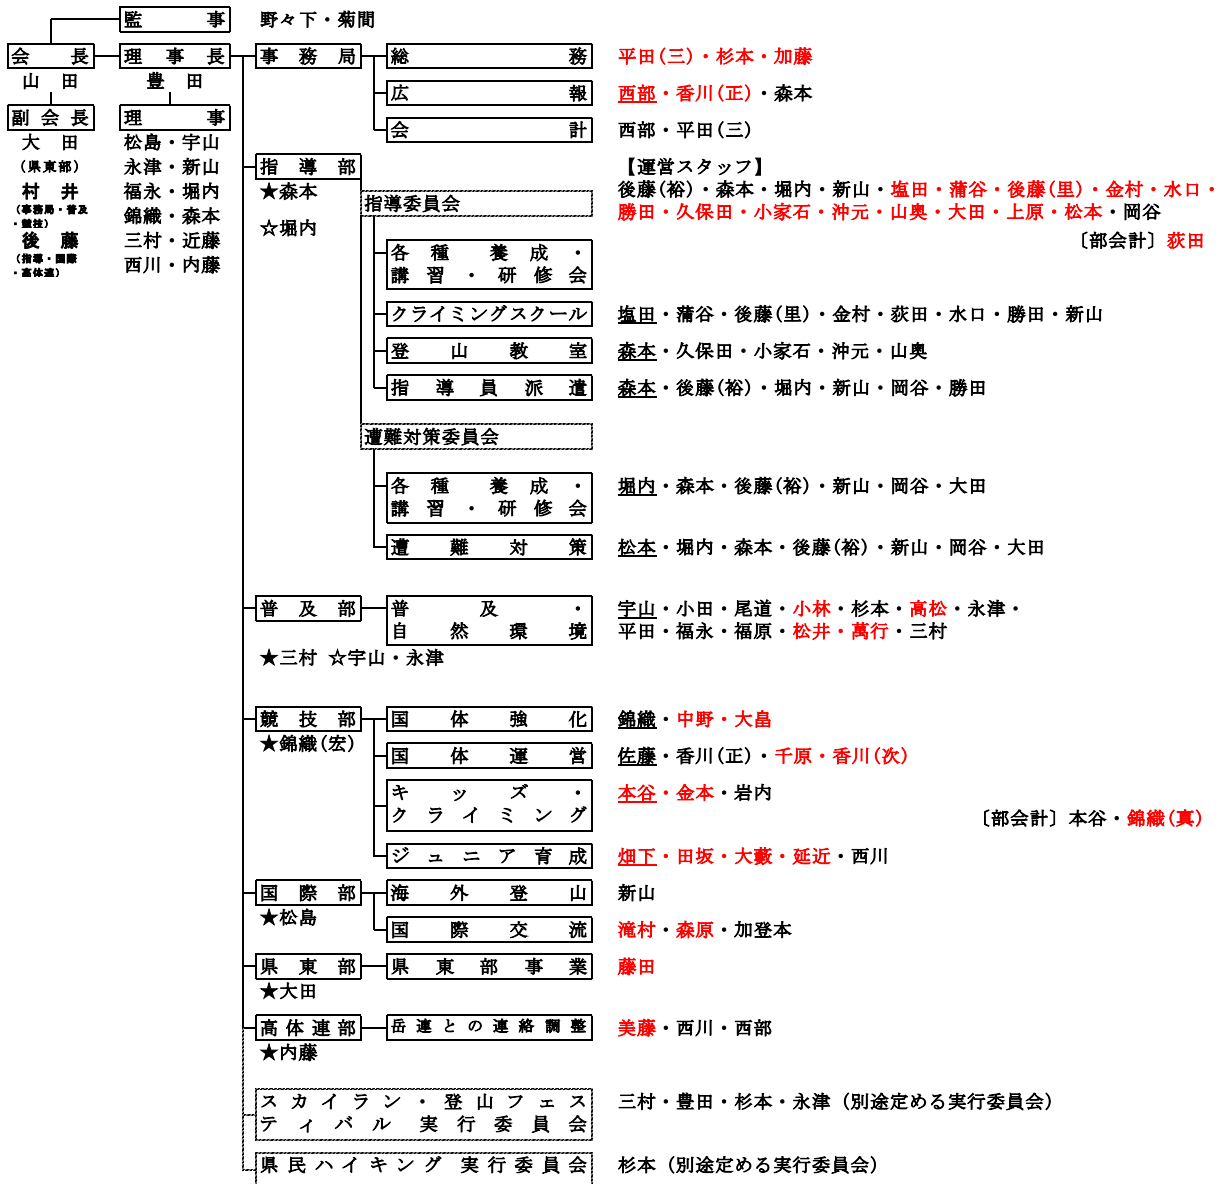 監事 野々下・菊間
会長 理事長 事務局 総務 平田(三)・杉本・加藤
山田 豊田
広報 西部・香川(正)・森本
副会長 理事
会計 西部・平田(三)
大田 松島・宇山
(県東部) 永津・新山
指導部 【運営スタッフ】
村井 福永・堀内
★森本 後藤(裕)・森本・堀内・新山・塩田・蒲谷・後藤(里)・金村・水口・
(事務局・普及
・競技)
指導委員会 勝田・久保田・小家石・沖元・山奥・大田・上原・松本・岡谷
錦織・森本
☆堀内
後藤 三村・近藤
〔部会計〕荻田
(指導・国際
・高体連)
西川・内藤
各種養成・
講習・研修会
クライミングスクール 塩田・蒲谷・後藤(里)・金村・荻田・水口・勝田・新山
登山教室 森本・久保田・小家石・沖元・山奥
指導員派遣 森本・後藤(裕)・堀内・新山・岡谷・勝田
遭難対策委員会
各種養成・
講習・研修会 堀内・森本・後藤(裕)・新山・岡谷・大田
遭難対策 松本・堀内・森本・後藤(裕)・新山・岡谷・大田
普及部 普及・ 宇山・小田・尾道・小林・杉本・高松・永津・
自然環境 平田・福永・福原・松井・萬行・三村
★三村 ☆宇山・永津
競技部 国体強化 錦織・中野・大畠
★錦織(宏)
国体運営 佐藤・香川(正)・千原・香川(次)
キッズ・ 本谷・金本・岩内
クライミング 〔部会計〕本谷・錦織(真)
ジュニア育成 畑下・田坂・大藪・延近・西川
国際部 海外登山 新山
★松島
国際交流 滝村・森原・加登本
県東部 県東部事業 藤田
★大田
高体連部 岳連との連絡調整 美藤・西川・西部
★内藤
スカイラン・登山フェス 三村・豊田・杉本・永津(別途定める実行委員会)
ティバル実行委員会
県民ハイキング実行委員会 杉本(別途定める実行委員会)